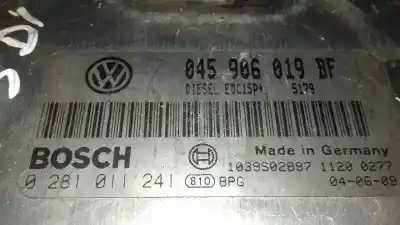 045 906 019 BF
DIESEL EDC15P+ 5179
BOSCH
Made in Germany
1039S02897 1120 0277
0 281 011 241 810 BPG 04-06-09